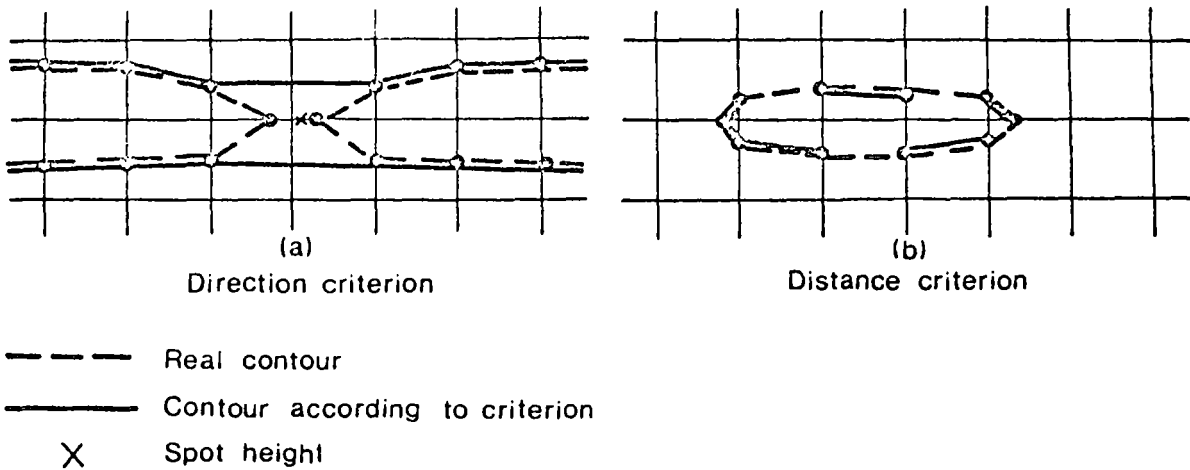 (a)
Direction criterion
(b)
Distance criterion
Real contour
Contour according to criterion
Spot height